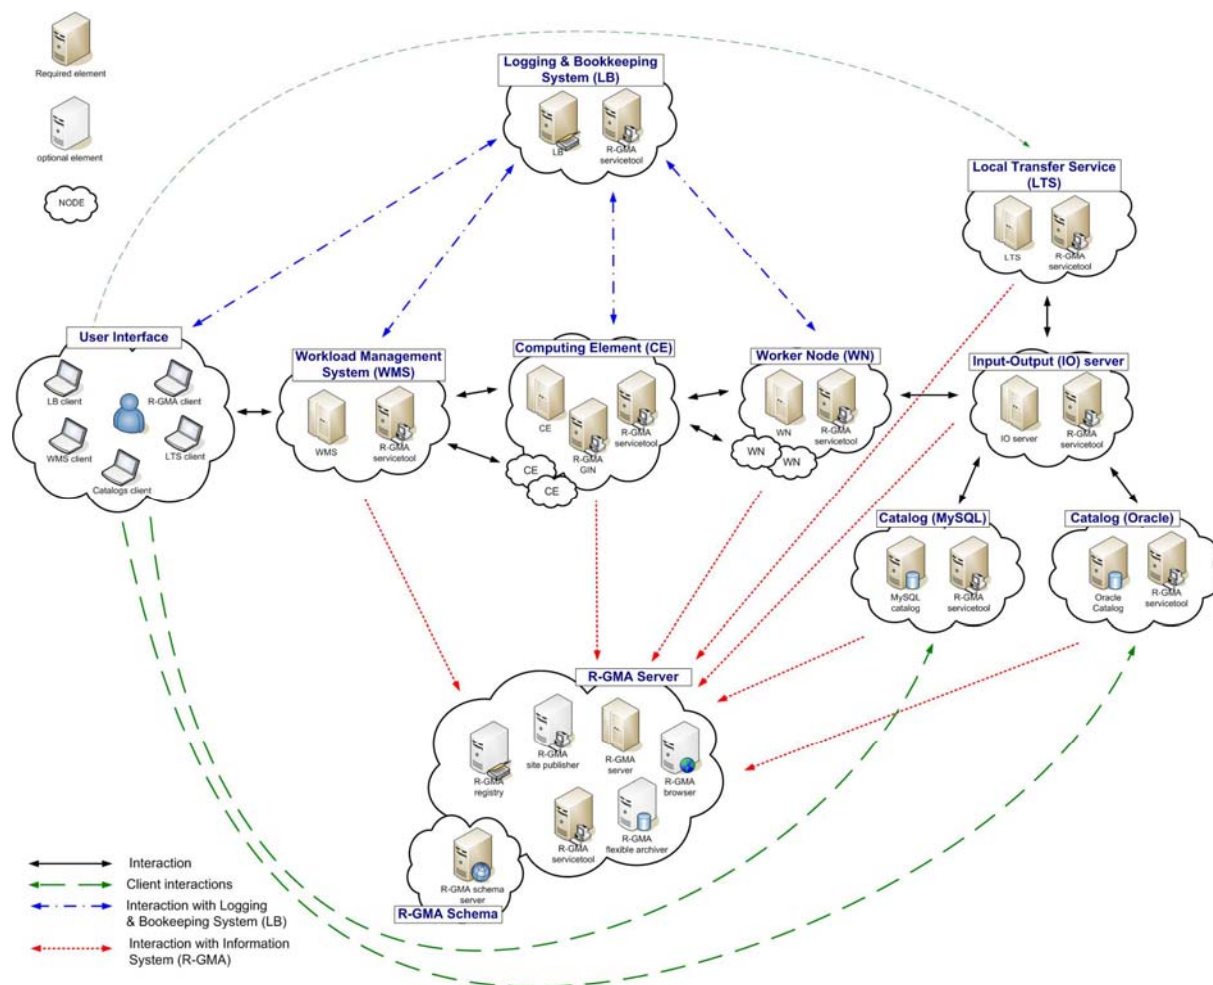 Required element
optional element
NODE
Logging & Bookkeeping
System (LB)
LB
R-GMA
servicetool
Local Transfer Service
(LTS)
LTS
R-GMA
servicetool
User Interface
LB client
R-GMA client
WMS client
LTS client
Catalogs client
Workload Management
System (WMS)
WMS
R-GMA
servicetool
Computing Element (CE)
CE
R-GMA
GIN
R-GMA
servicetool
CE
CE
Worker Node (WN)
WN
R-GMA
servicetool
WN
WN
Input-Output (IO) server
IO server
R-GMA
servicetool
Catalog (MySQL)
MySQL
catalog
R-GMA
servicetool
Catalog (Oracle)
Oracle
Catalog
R-GMA
servicetool
R-GMA Server
R-GMA
registry
R-GMA
site publisher
R-GMA
server
R-GMA
browser
R-GMA
servicetool
R-GMA
flexible archiver
R-GMA schema
server
R-GMA Schema
Interaction
Client interactions
Interaction with Logging
& Bookeeping System (LB)
Interaction with Information
System (R-GMA)